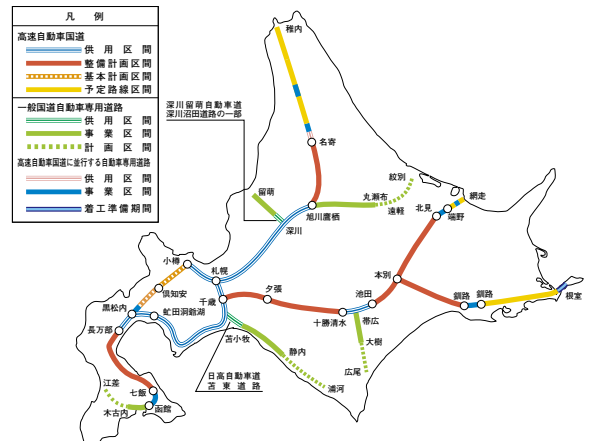 凡例
高速自動車国道
供用区間
整備計画区間
基本計画区間
予定路線区間
一般国道自動車専用道路
供用区間
事業区間
計画区間
高速自動車国道に並行する自動車専用道路
供用区間
事業区間
着工準備期間
稚内
深川留萌自動車道
深川沼田道路の一部
名寄
紋別
留萌
丸瀬布
遠軽
網走
北見
端野
旭川鷹栖
深川
小樽
札幌
本別
倶知安
千歳
夕張
池田
釧路
釧路
根室
黒松内
虻田洞爺湖
十勝清水
帯広
長万部
苫小牧
大樹
静内
広尾
日高自動車道
苫東道路
浦河
江差
七飯
木古内
函館